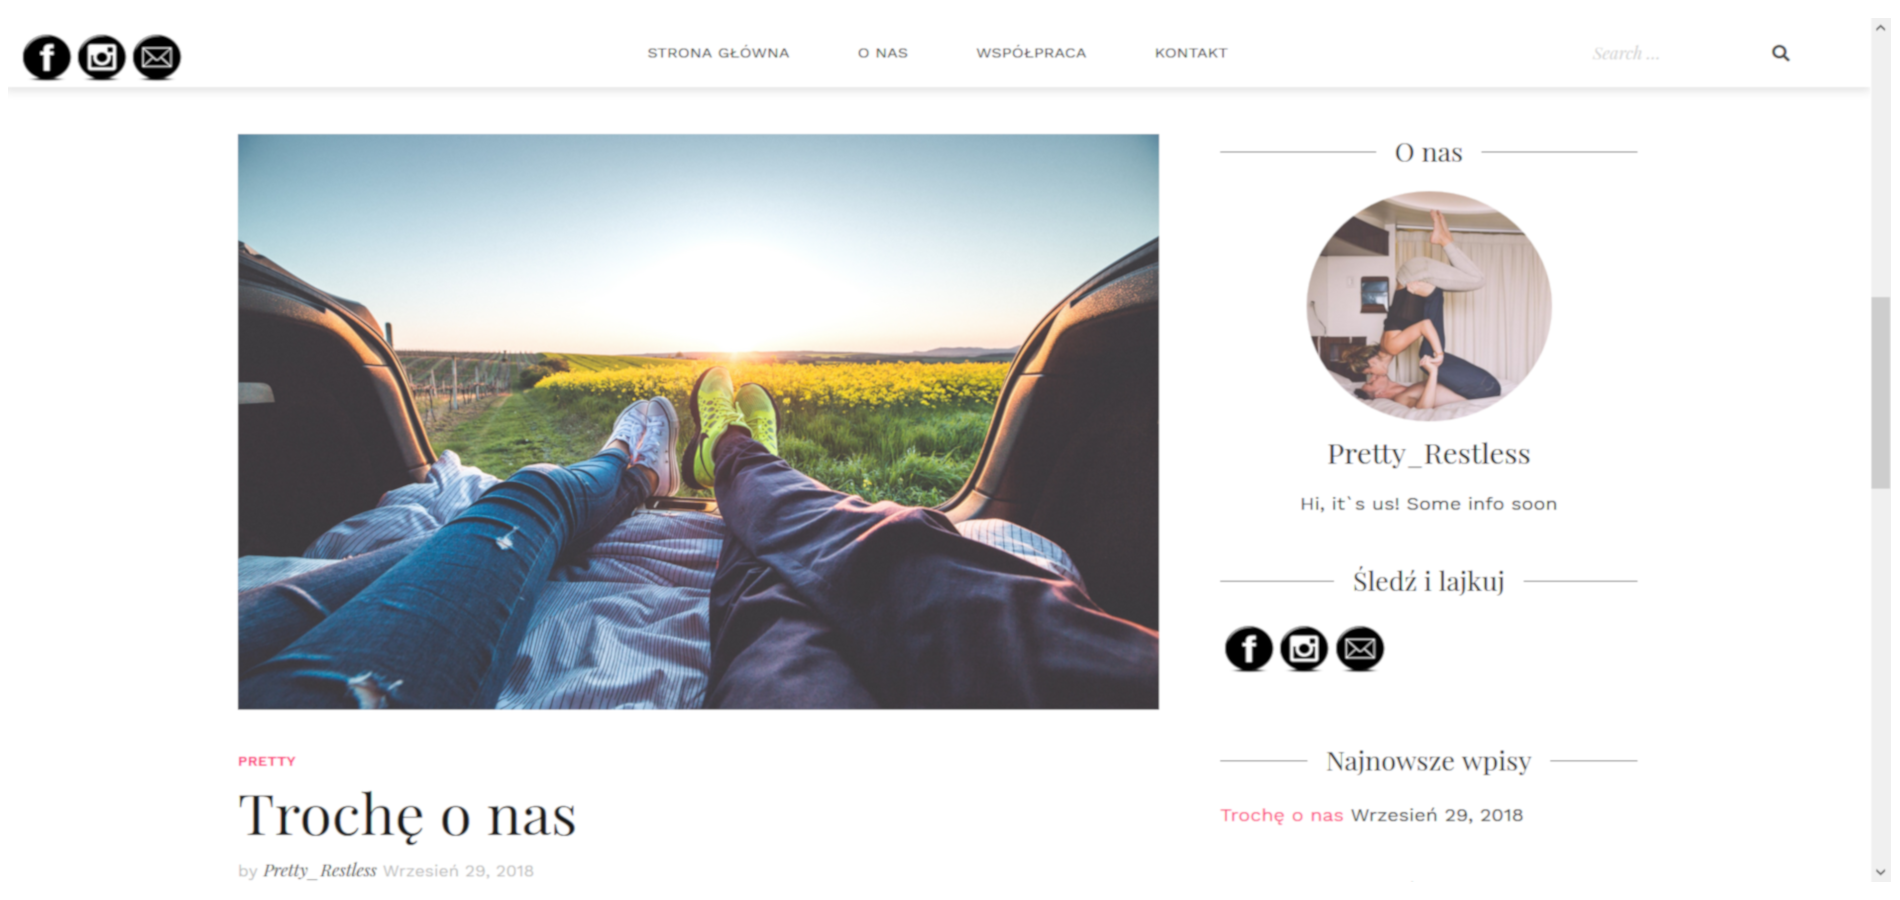 STRONA GŁÓWNA O NAS WSPÓŁPRACA KONTAKT Search ...
O nas
Pretty_Restless
Hi, it`s us! Some info soon
Śledź i lajkuj
PRETTY
Trochę o nas
by Pretty_Restless Wrzesień 29, 2018
Najnowsze wpisy
Trochę o nas Wrzesień 29, 2018